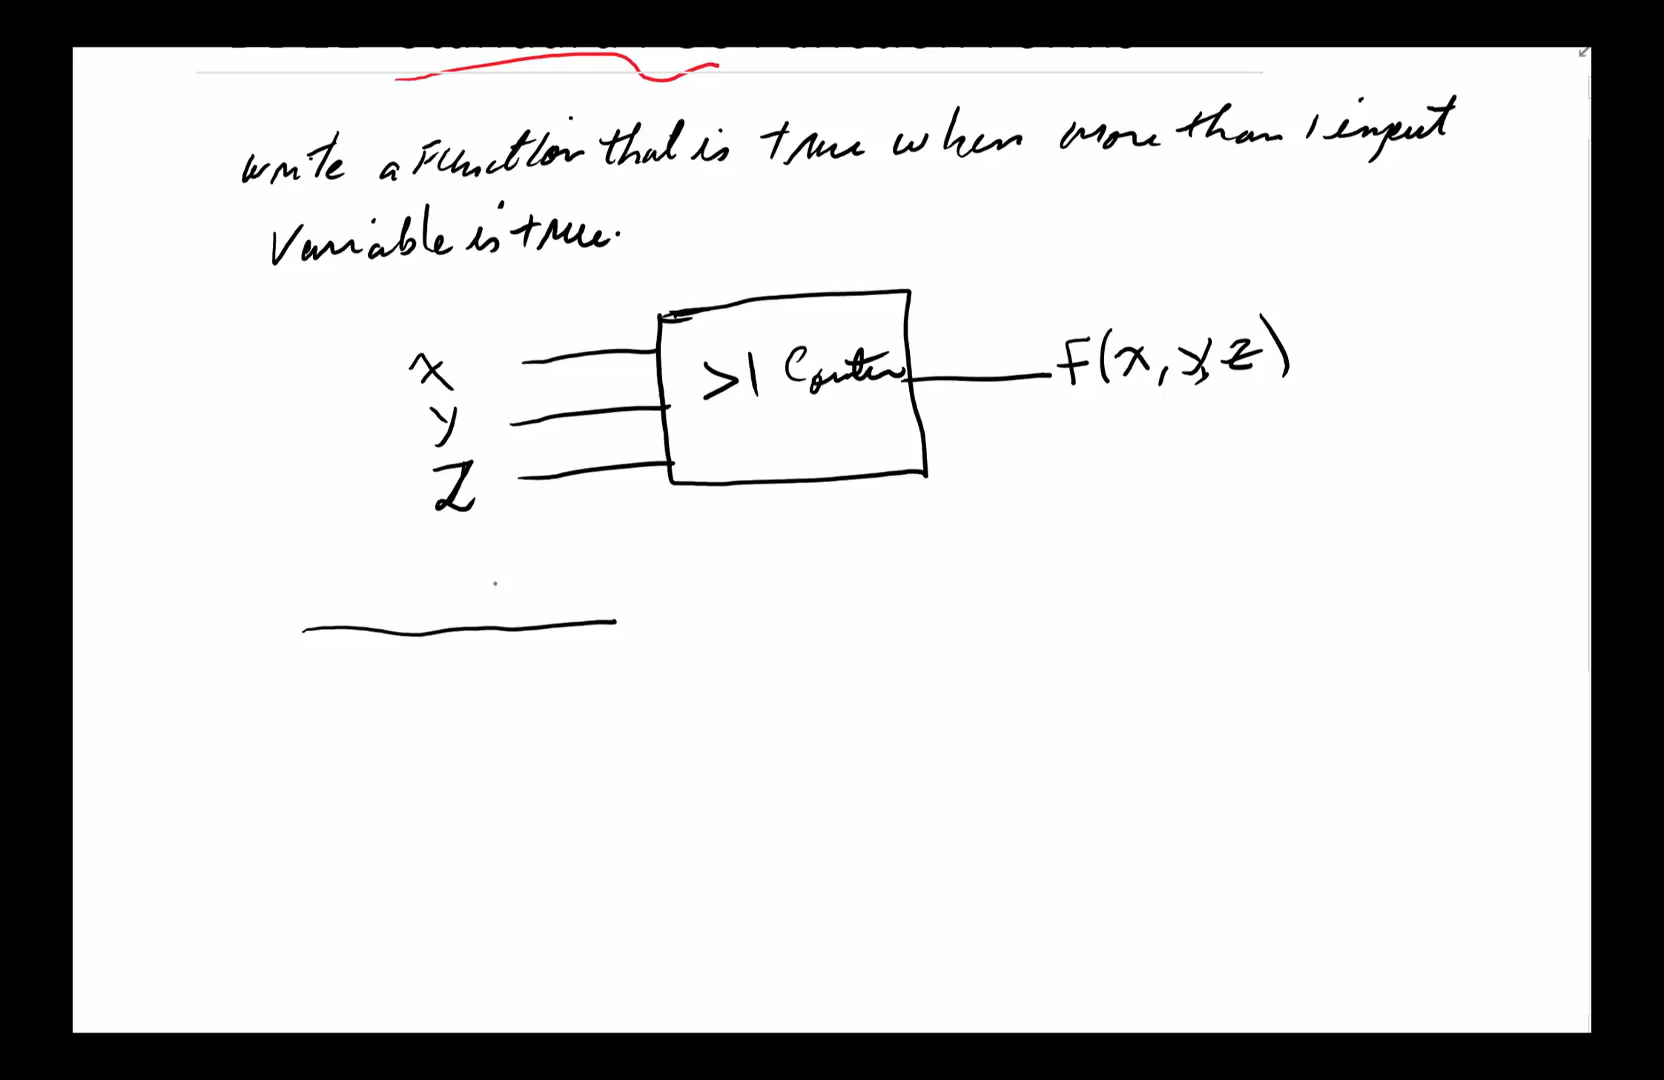 write a Function that is true when more than 1 input
Variable is true.
x
y
Z
>1 Counter
F(x, y, z)